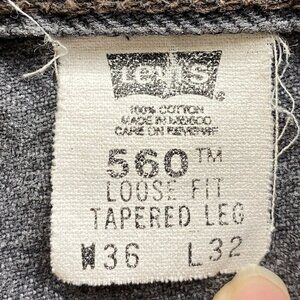 Levi's
100% COTTON
MADE IN MEXICO
CARE ON REVERSE
560™
LOOSE FIT
TAPERED LEG
W36 L32